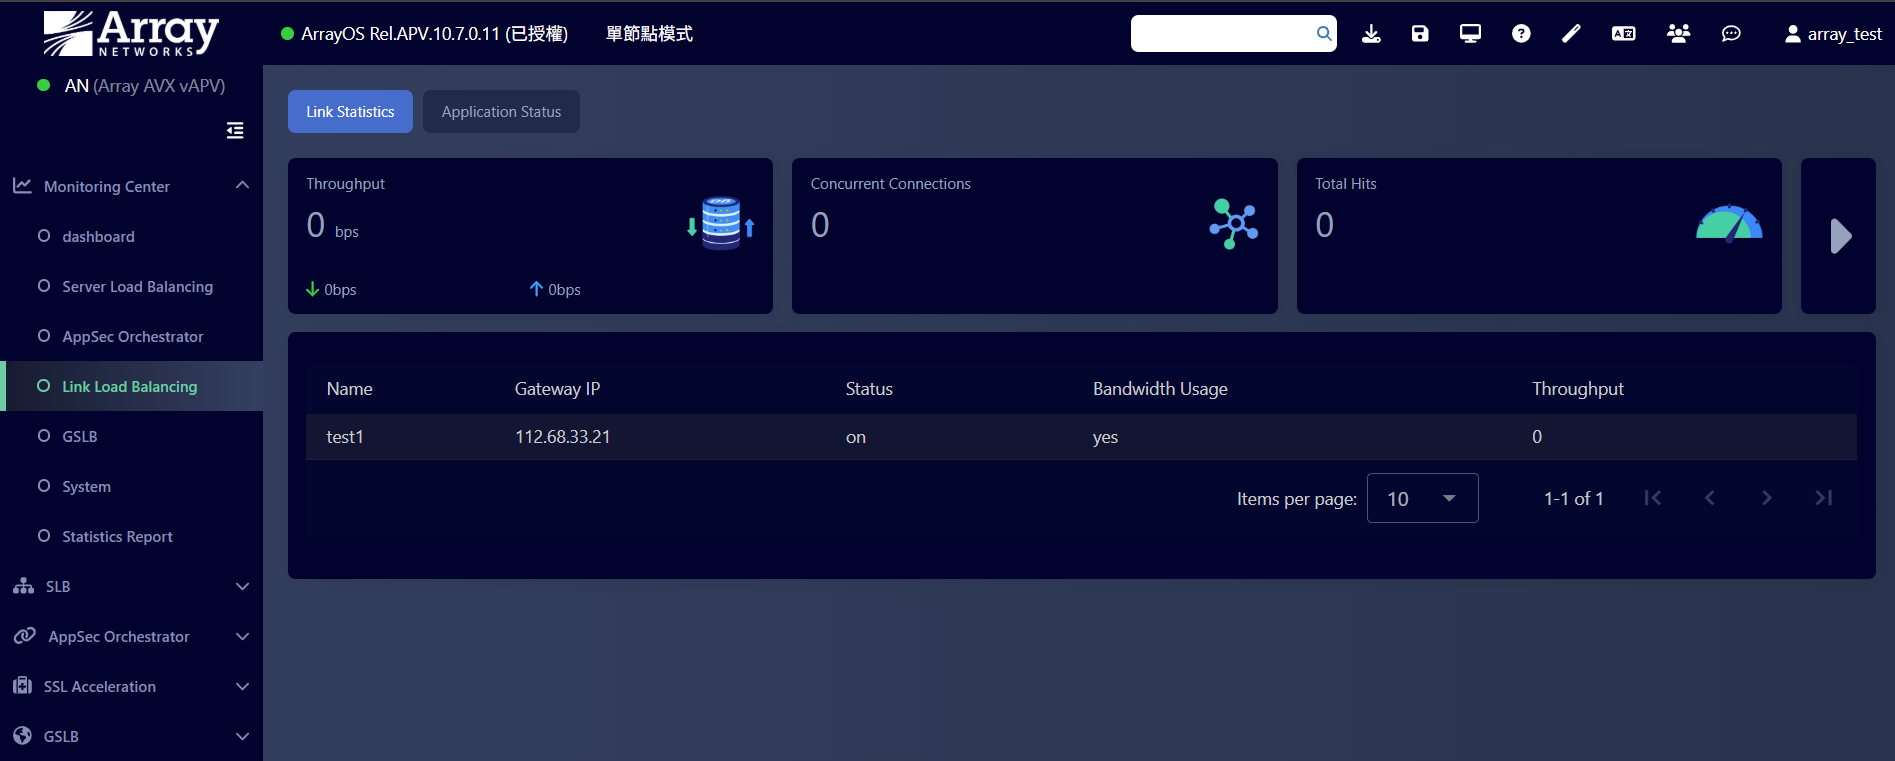 Array
NETWORKS
ArrayOS Rel.APV.10.7.0.11 (已授權) 單節點模式
array_test
AN (Array AVX vAPV)
Monitoring Center
dashboard
Server Load Balancing
AppSec Orchestrator
Link Load Balancing
GSLB
System
Statistics Report
SLB
AppSec Orchestrator
SSL Acceleration
GSLB
Link Statistics Application Status
Throughput
0 bps
0bps 0bps
Concurrent Connections
0
Total Hits
0
Name Gateway IP Status Bandwidth Usage Throughput
test1 112.68.33.21 on yes 0
Items per page: 10 1-1 of 1